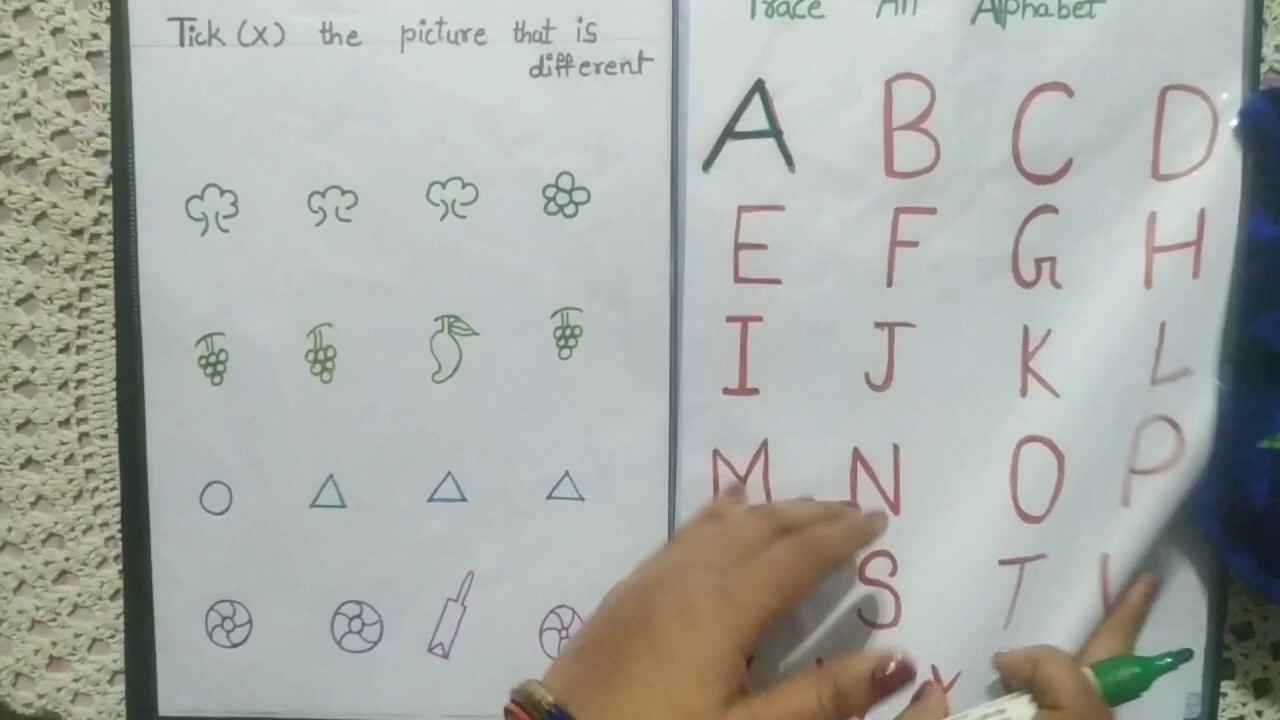 Tick (x) the picture that is
different
Trace All Alphabet
A B C D
E F G H
I J K L
M N O P
S T